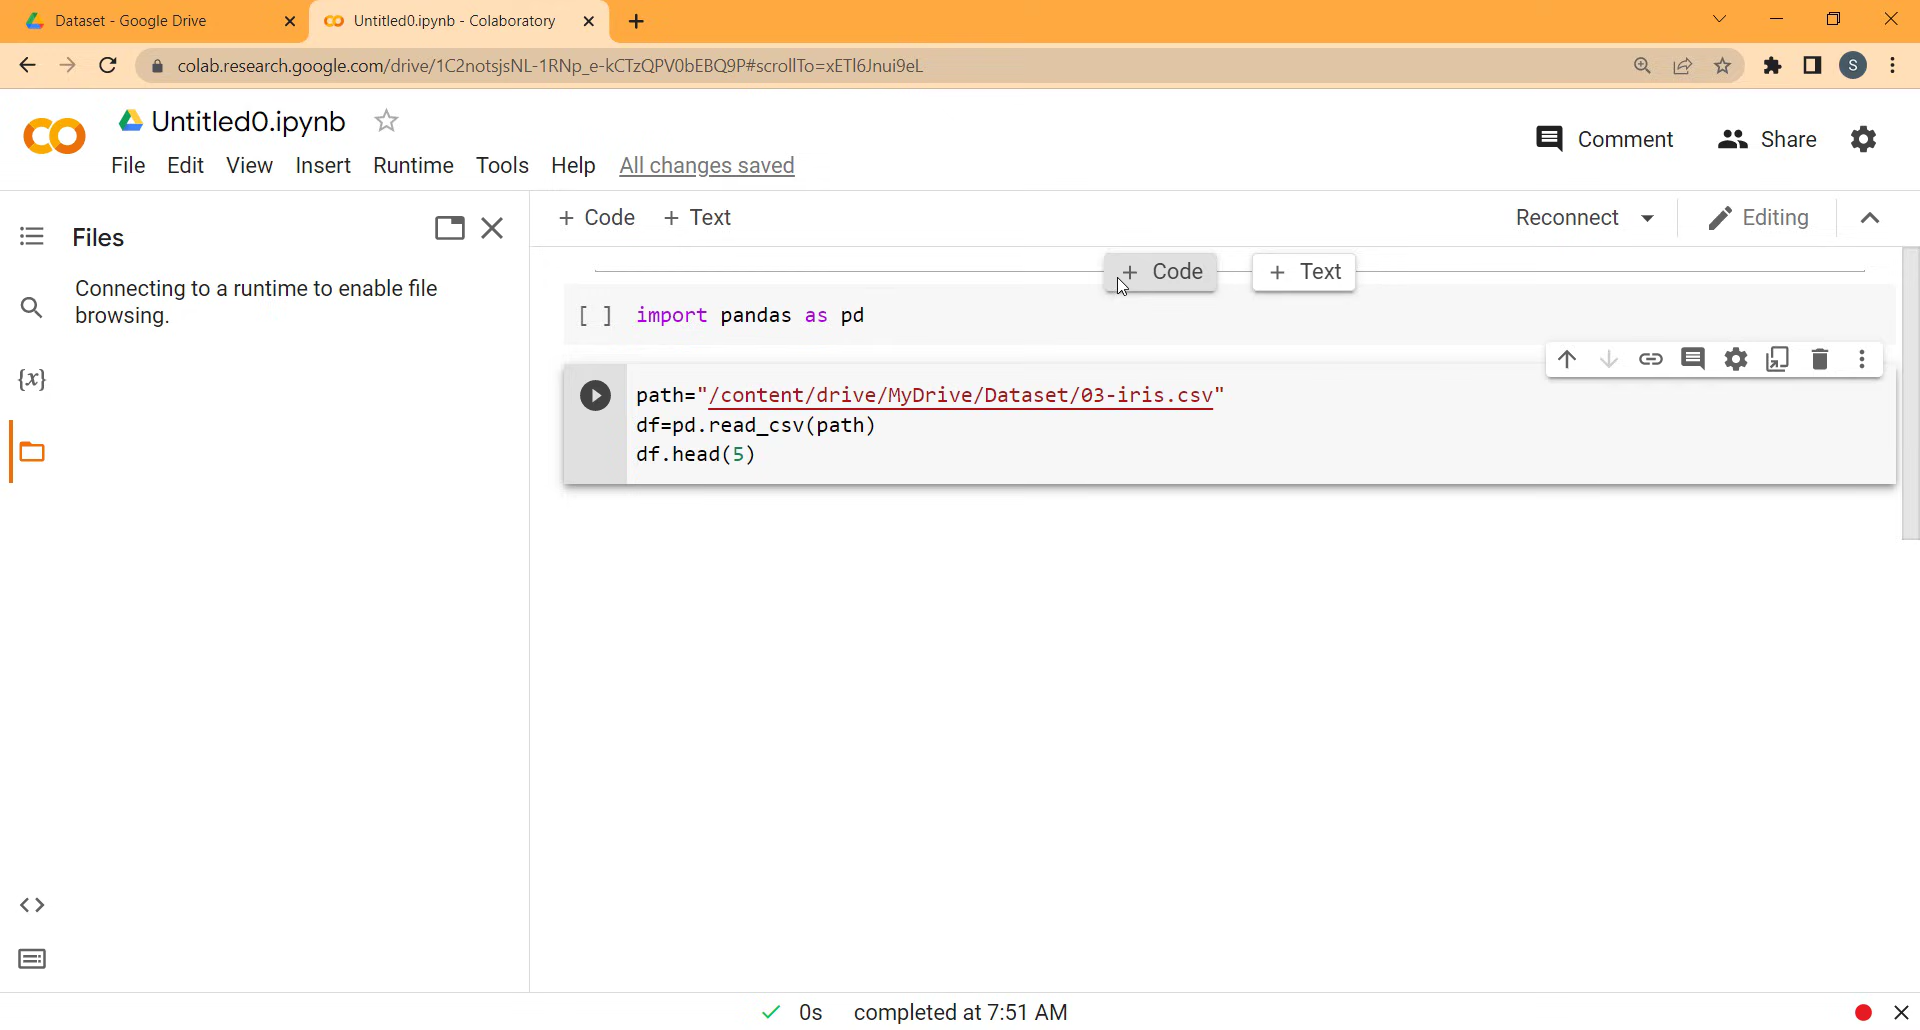 Dataset - Google Drive
Untitled0.ipynb - Colaboratory
colab.research.google.com/drive/1C2notsjsNL-1RNp_e-kCTzQPV0bEBQ9P#scrollTo=xETl6Jnui9eL
S
CO
Untitled0.ipynb
Comment
Share
File Edit View Insert Runtime Tools Help All changes saved
Files
+ Code + Text
Reconnect
Editing
Connecting to a runtime to enable file
browsing.
+ Code
+ Text
[ ] import pandas as pd
{x}
path="/content/drive/MyDrive/Dataset/03-iris.csv"
df=pd.read_csv(path)
df.head(5)
0s completed at 7:51 AM